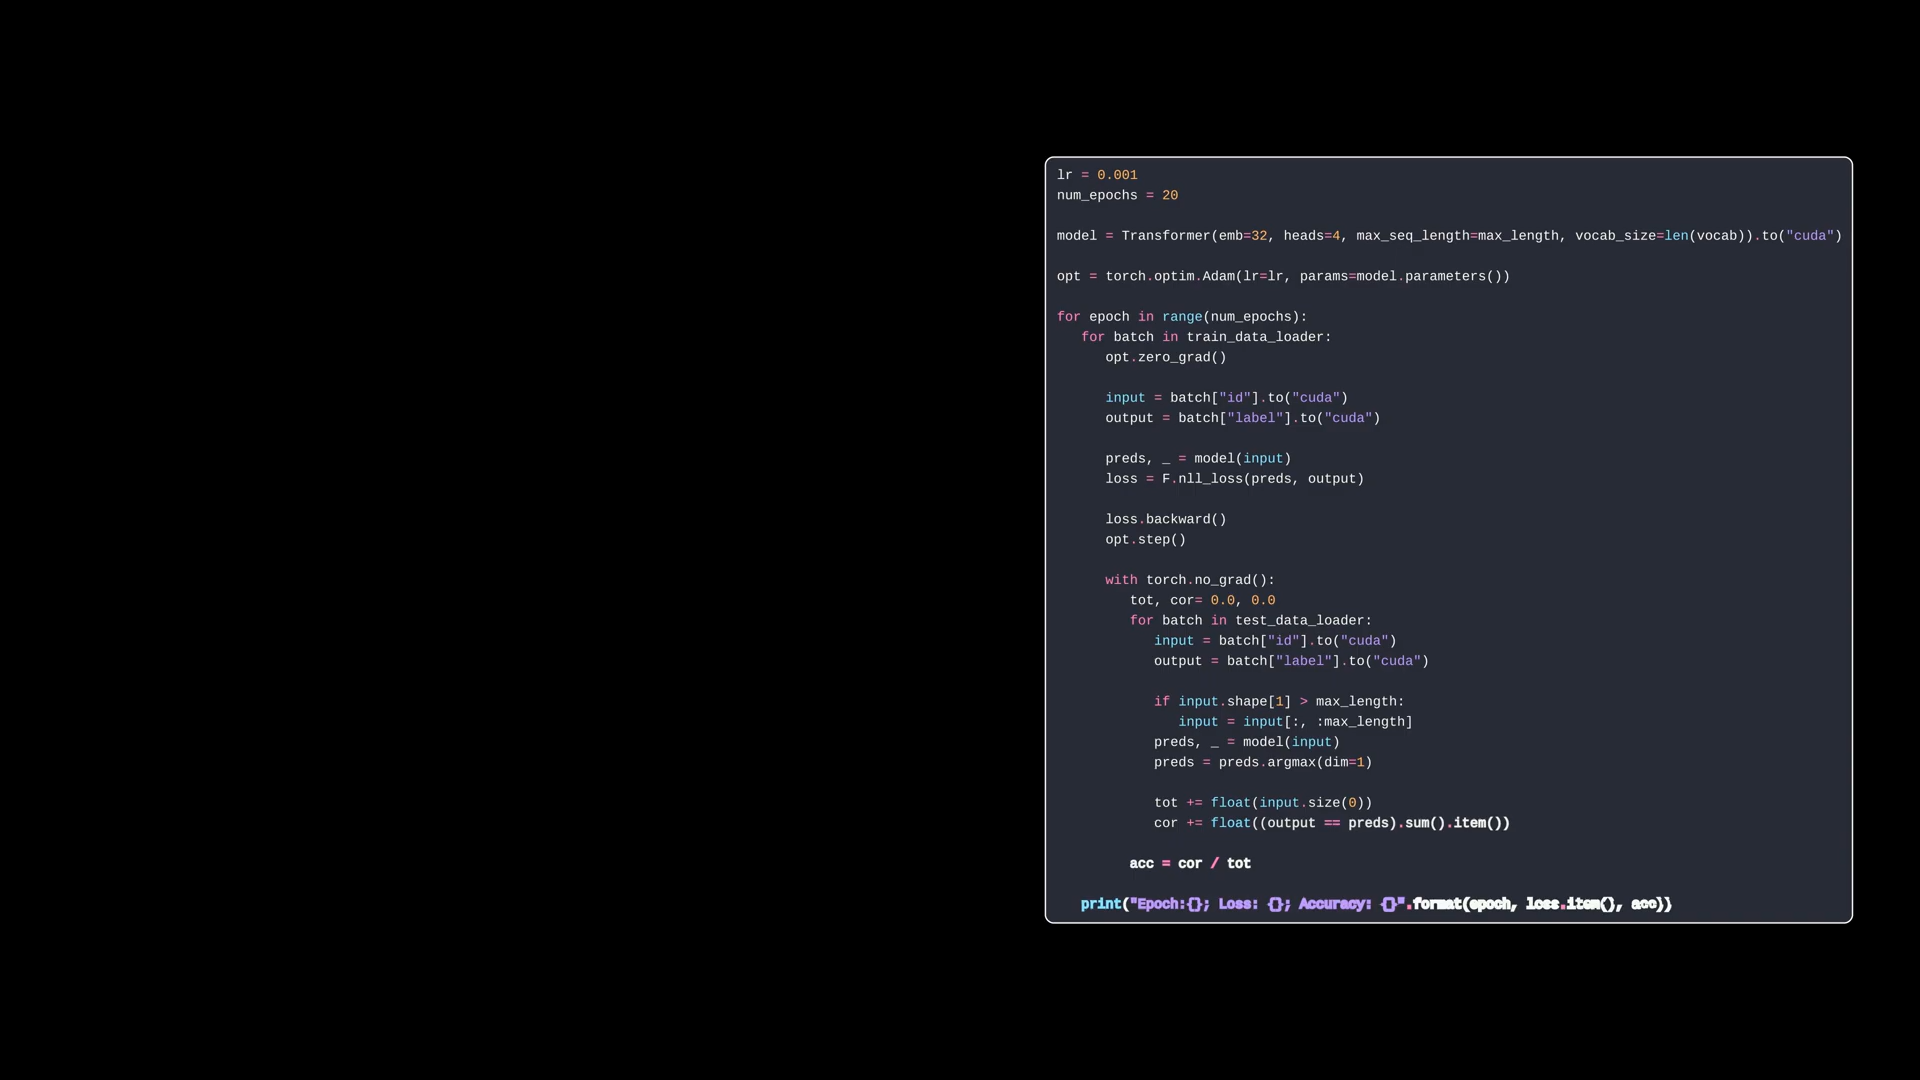 lr = 0.001
num_epochs = 20
model = Transformer(emb=32, heads=4, max_seq_length=max_length, vocab_size=len(vocab)).to("cuda")
opt = torch.optim.Adam(lr=lr, params=model.parameters())
for epoch in range(num_epochs):
   for batch in train_data_loader:
      opt.zero_grad()
      input = batch["id"].to("cuda")
      output = batch["label"].to("cuda")
      preds, _ = model(input)
      loss = F.nll_loss(preds, output)
      loss.backward()
      opt.step()
      with torch.no_grad():
         tot, cor= 0.0, 0.0
         for batch in test_data_loader:
            input = batch["id"].to("cuda")
            output = batch["label"].to("cuda")
            if input.shape[1] > max_length:
               input = input[:, :max_length]
            preds, _ = model(input)
            preds = preds.argmax(dim=1)
            tot += float(input.size(0))
            cor += float((output == preds).sum().item())
         acc = cor / tot
   print("Epoch:{}; Loss: {}; Accuracy: {}".format(epoch, loss.item(), acc))